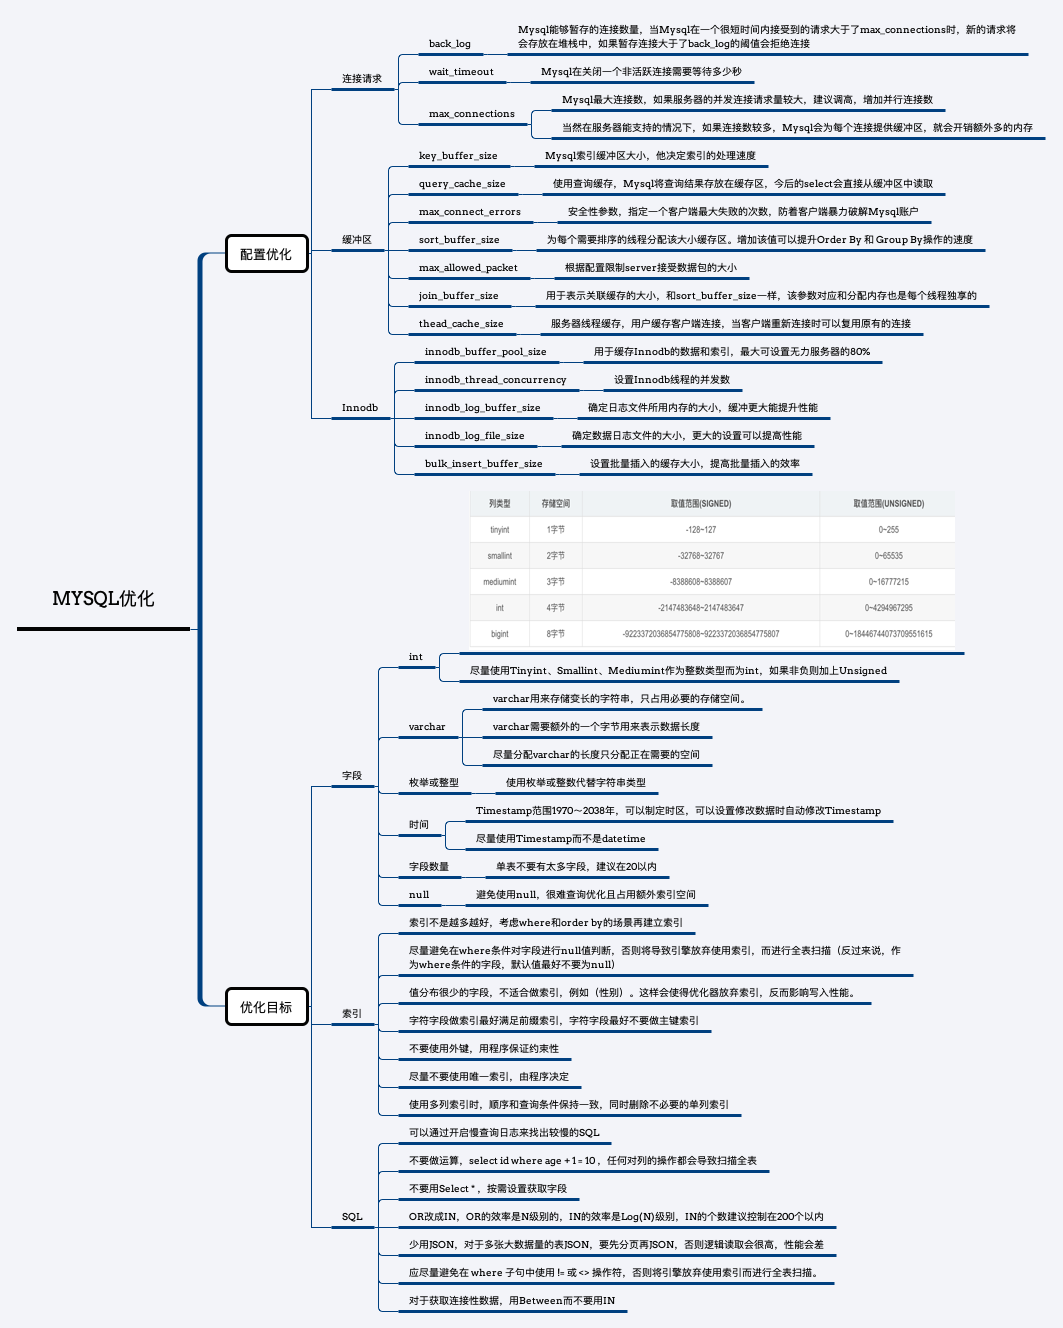 MYSQL优化
配置优化
连接请求
back_log
Mysql能够暂存的连接数量，当Mysql在一个很短时间内接受到的请求大于了max_connections时，新的请求将
会存放在堆栈中，如果暂存连接大于了back_log的阈值会拒绝连接
wait_timeout
Mysql在关闭一个非活跃连接需要等待多少秒
max_connections
Mysql最大连接数，如果服务器的并发连接请求量较大，建议调高，增加并行连接数
当然在服务器能支持的情况下，如果连接数较多，Mysql会为每个连接提供缓冲区，就会开销额外多的内存
缓冲区
key_buffer_size
Mysql索引缓冲区大小，他决定索引的处理速度
query_cache_size
使用查询缓存，Mysql将查询结果存放在缓存区，今后的select会直接从缓冲区中读取
max_connect_errors
安全性参数，指定一个客户端最大失败的次数，防着客户端暴力破解Mysql账户
sort_buffer_size
为每个需要排序的线程分配该大小缓存区。增加该值可以提升Order By 和 Group By操作的速度
max_allowed_packet
根据配置限制server接受数据包的大小
join_buffer_size
用于表示关联缓存的大小，和sort_buffer_size一样，该参数对应和分配内存也是每个线程独享的
thead_cache_size
服务器线程缓存，用户缓存客户端连接，当客户端重新连接时可以复用原有的连接
Innodb
innodb_buffer_pool_size
用于缓存Innodb的数据和索引，最大可设置无力服务器的80%
innodb_thread_concurrency
设置Innodb线程的并发数
innodb_log_buffer_size
确定日志文件所用内存的大小，缓冲更大能提升性能
innodb_log_file_size
确定数据日志文件的大小，更大的设置可以提高性能
bulk_insert_buffer_size
设置批量插入的缓存大小，提高批量插入的效率
优化目标
字段
int
列类型 存储空间 取值范围(SIGNED) 取值范围(UNSIGNED)
tinyint 1字节 -128~127 0~255
smallint 2字节 -32768~32767 0~65535
mediumint 3字节 -8388608~8388607 0~16777215
int 4字节 -2147483648~2147483647 0~4294967295
bigint 8字节 -9223372036854775808~9223372036854775807 0~18446744073709551615
尽量使用Tinyint、Smallint、Mediumint作为整数类型而为int，如果非负则加上Unsigned
varchar
varchar用来存储变长的字符串，只占用必要的存储空间。
varchar需要额外的一个字节用来表示数据长度
尽量分配varchar的长度只分配正在需要的空间
枚举或整型
使用枚举或整数代替字符串类型
时间
Timestamp范围1970～2038年，可以制定时区，可以设置修改数据时自动修改Timestamp
尽量使用Timestamp而不是datetime
字段数量
单表不要有太多字段，建议在20以内
null
避免使用null，很难查询优化且占用额外索引空间
索引
索引不是越多越好，考虑where和order by的场景再建立索引
尽量避免在where条件对字段进行null值判断，否则将导致引擎放弃使用索引，而进行全表扫描（反过来说，作
为where条件的字段，默认值最好不要为null）
值分布很少的字段，不适合做索引，例如（性别）。这样会使得优化器放弃索引，反而影响写入性能。
字符字段做索引最好满足前缀索引，字符字段最好不要做主键索引
不要使用外键，用程序保证约束性
尽量不要使用唯一索引，由程序决定
使用多列索引时，顺序和查询条件保持一致，同时删除不必要的单列索引
SQL
可以通过开启慢查询日志来找出较慢的SQL
不要做运算，select id where age + 1 = 10 ，任何对列的操作都会导致扫描全表
不要用Select * ，按需设置获取字段
OR改成IN，OR的效率是N级别的，IN的效率是Log(N)级别，IN的个数建议控制在200个以内
少用JSON，对于多张大数据量的表JSON，要先分页再JSON，否则逻辑读取会很高，性能会差
应尽量避免在 where 子句中使用 != 或 <> 操作符，否则将引擎放弃使用索引而进行全表扫描。
对于获取连接性数据，用Between而不要用IN